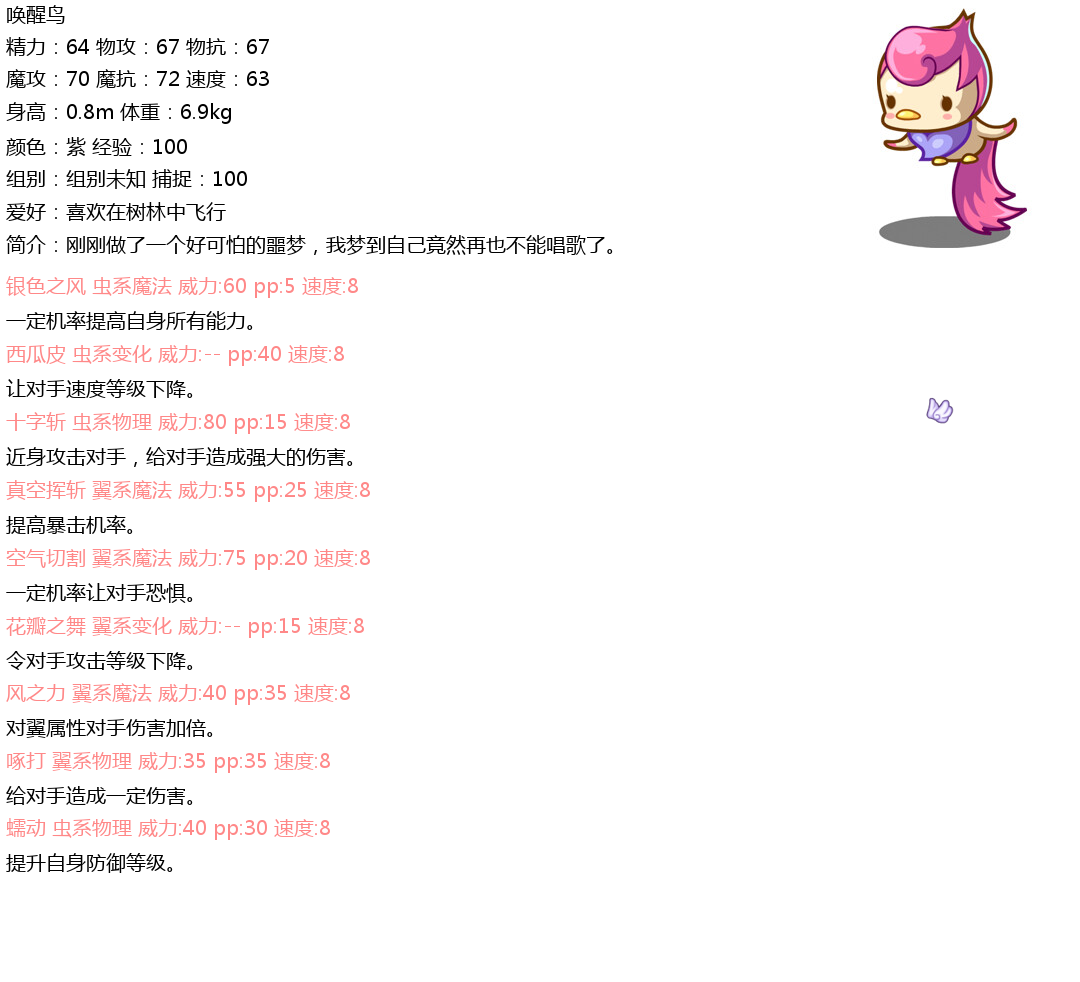 唤醒鸟
精力：64 物攻：67 物抗：67
魔攻：70 魔抗：72 速度：63
身高：0.8m 体重：6.9kg
颜色：紫 经验：100
组别：组别未知 捕捉：100
爱好：喜欢在树林中飞行
简介：刚刚做了一个好可怕的噩梦，我梦到自己竟然再也不能唱歌了。
银色之风 虫系魔法 威力:60 pp:5 速度:8
一定机率提高自身所有能力。
西瓜皮 虫系变化 威力:-- pp:40 速度:8
让对手速度等级下降。
十字斩 虫系物理 威力:80 pp:15 速度:8
近身攻击对手，给对手造成强大的伤害。
真空挥斩 翼系魔法 威力:55 pp:25 速度:8
提高暴击机率。
空气切割 翼系魔法 威力:75 pp:20 速度:8
一定机率让对手恐惧。
花瓣之舞 翼系变化 威力:-- pp:15 速度:8
令对手攻击等级下降。
风之力 翼系魔法 威力:40 pp:35 速度:8
对翼属性对手伤害加倍。
啄打 翼系物理 威力:35 pp:35 速度:8
给对手造成一定伤害。
蠕动 虫系物理 威力:40 pp:30 速度:8
提升自身防御等级。